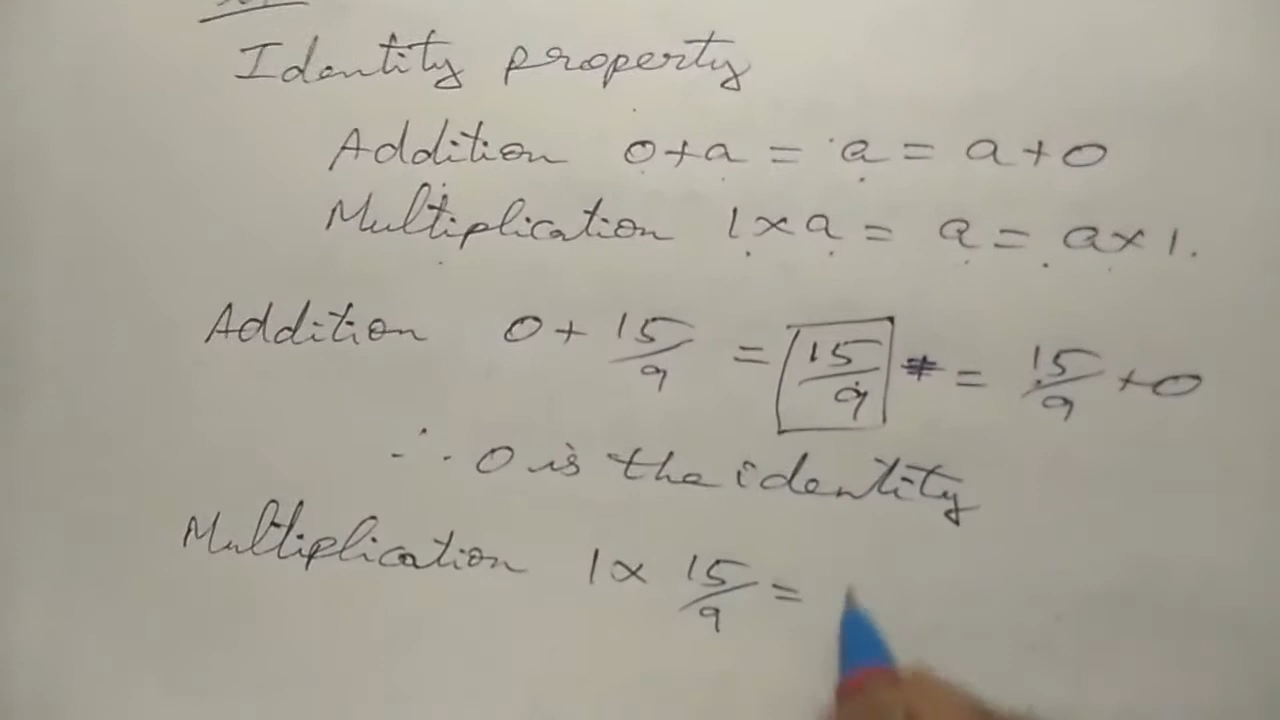 Identity property
Addition 0+a = a = a+0
Multiplication 1×a = a = a×1.
Addition 0+ 15/9 = 15/9 = 15/9 +0
∴ 0 is the identity
Multiplication 1× 15/9 =